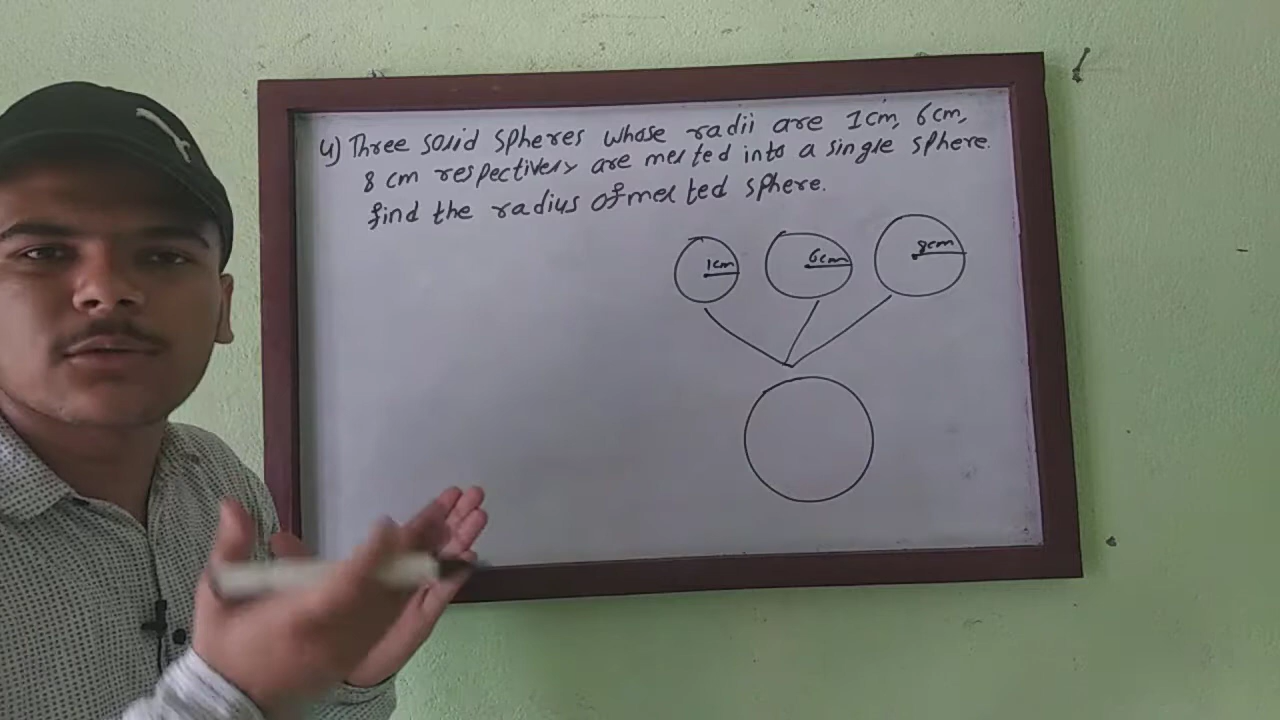 4) Three solid spheres whose radii are 1cm, 6cm,
8 cm respectively are melted into a single sphere.
find the radius of melted sphere.
1cm 6cm 8cm